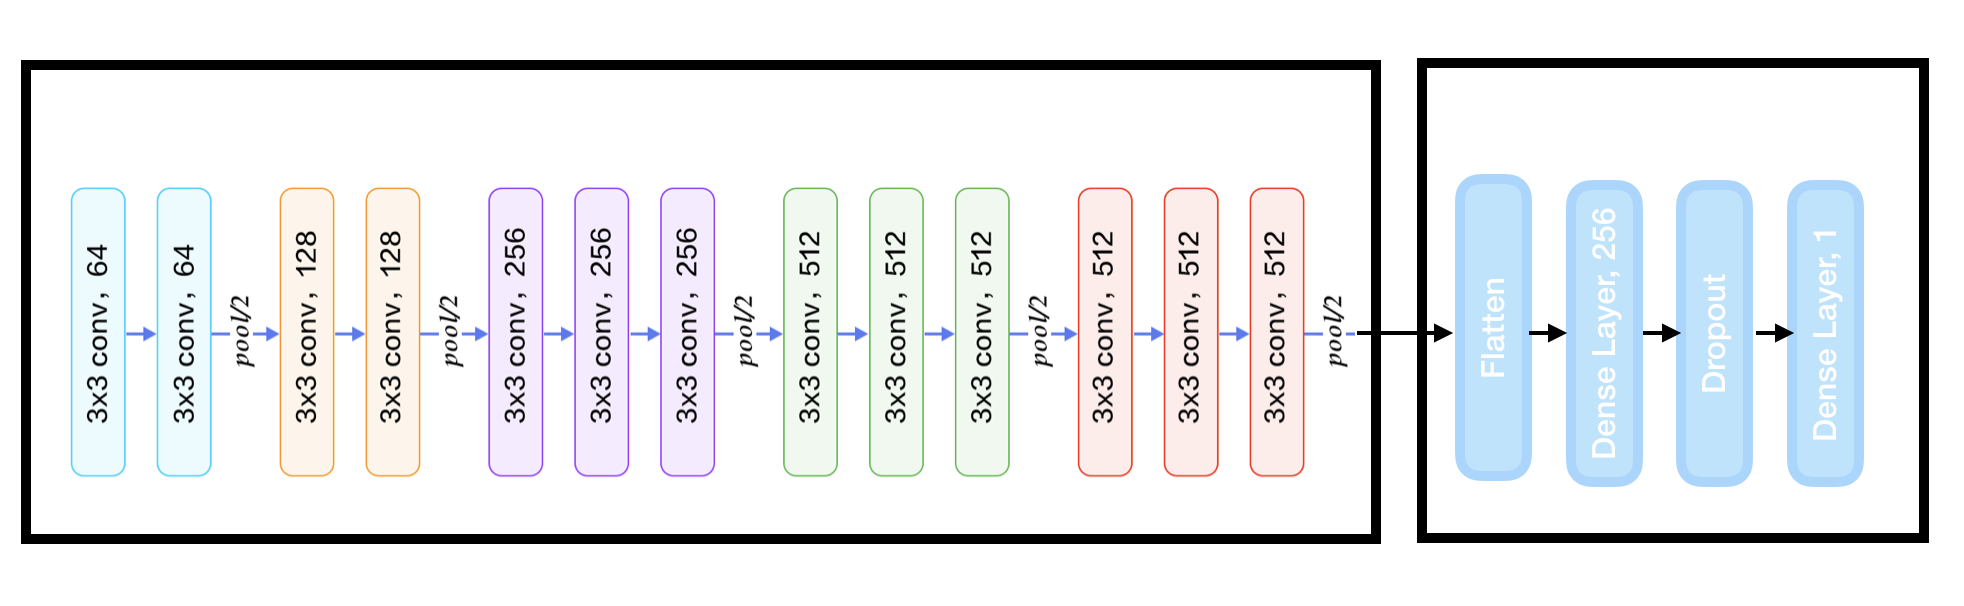 3x3 conv, 64
3x3 conv, 64
pool/2
3x3 conv, 128
3x3 conv, 128
pool/2
3x3 conv, 256
3x3 conv, 256
3x3 conv, 256
pool/2
3x3 conv, 512
3x3 conv, 512
3x3 conv, 512
pool/2
3x3 conv, 512
3x3 conv, 512
3x3 conv, 512
pool/2
Flatten
Dense Layer, 256
Dropout
Dense Layer, 1